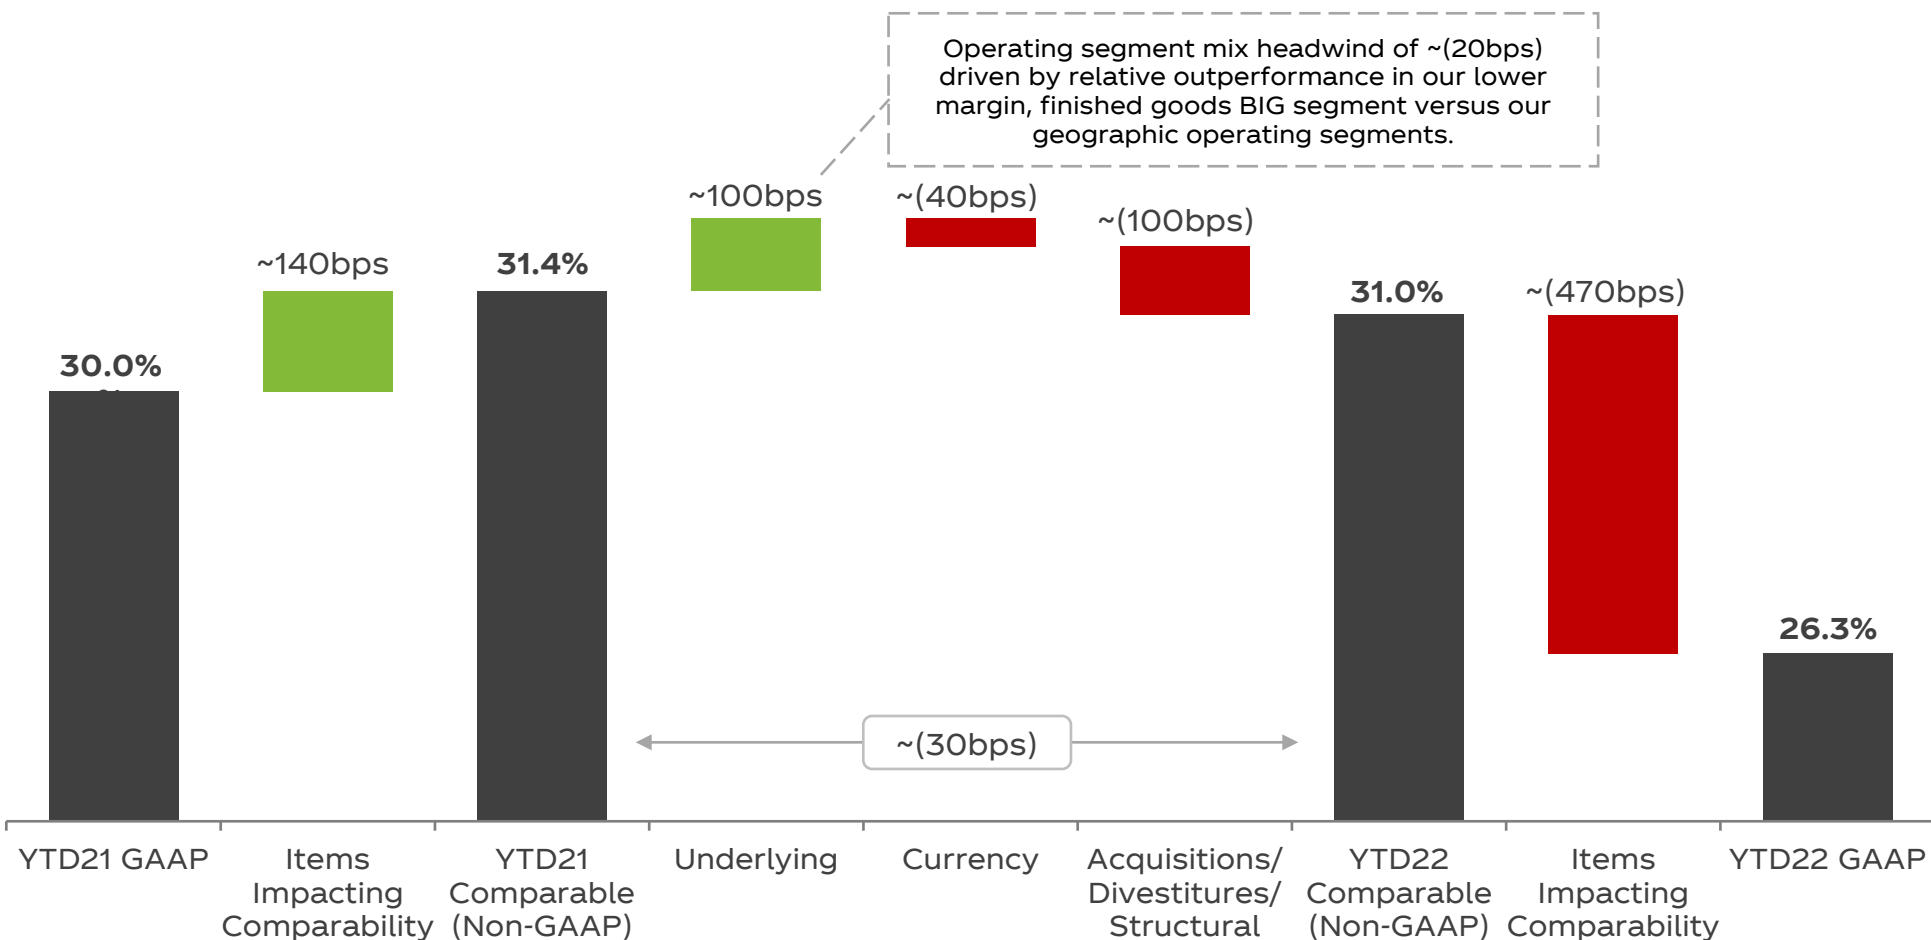 Operating segment mix headwind of ~(20bps)
driven by relative outperformance in our lower
margin, finished goods BIG segment versus our
geographic operating segments.
~100bps
~(40bps)
~(100bps)
~140bps
31.4%
31.0%
~(470bps)
30.0%
26.3%
~(30bps)
YTD21 GAAP
Items
Impacting
Comparability
YTD21
Comparable
(Non-GAAP)
Underlying
Currency
Acquisitions/
Divestitures/
Structural
YTD22
Comparable
(Non-GAAP)
Items
Impacting
Comparability
YTD22 GAAP